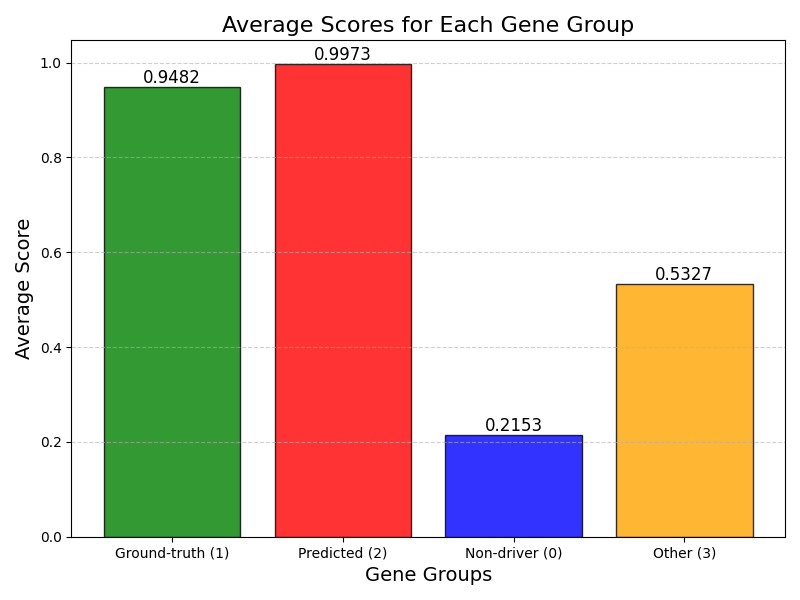 Average Scores for Each Gene Group
Average Score
1.0
0.8
0.6
0.4
0.2
0.0
0.9482
0.9973
0.2153
0.5327
Ground-truth (1)
Predicted (2)
Non-driver (0)
Other (3)
Gene Groups